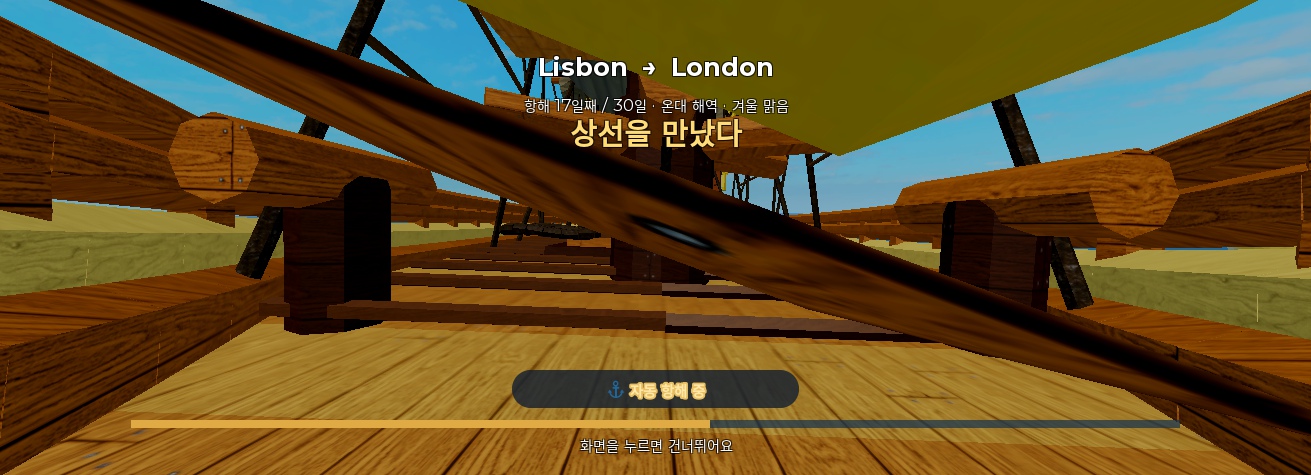 Lisbon → London
항해 17일째 / 30일 · 온대 해역 · 겨울 맑음
상선을 만났다
⚓ 자동 항해 중
화면을 누르면 건너뛰어요